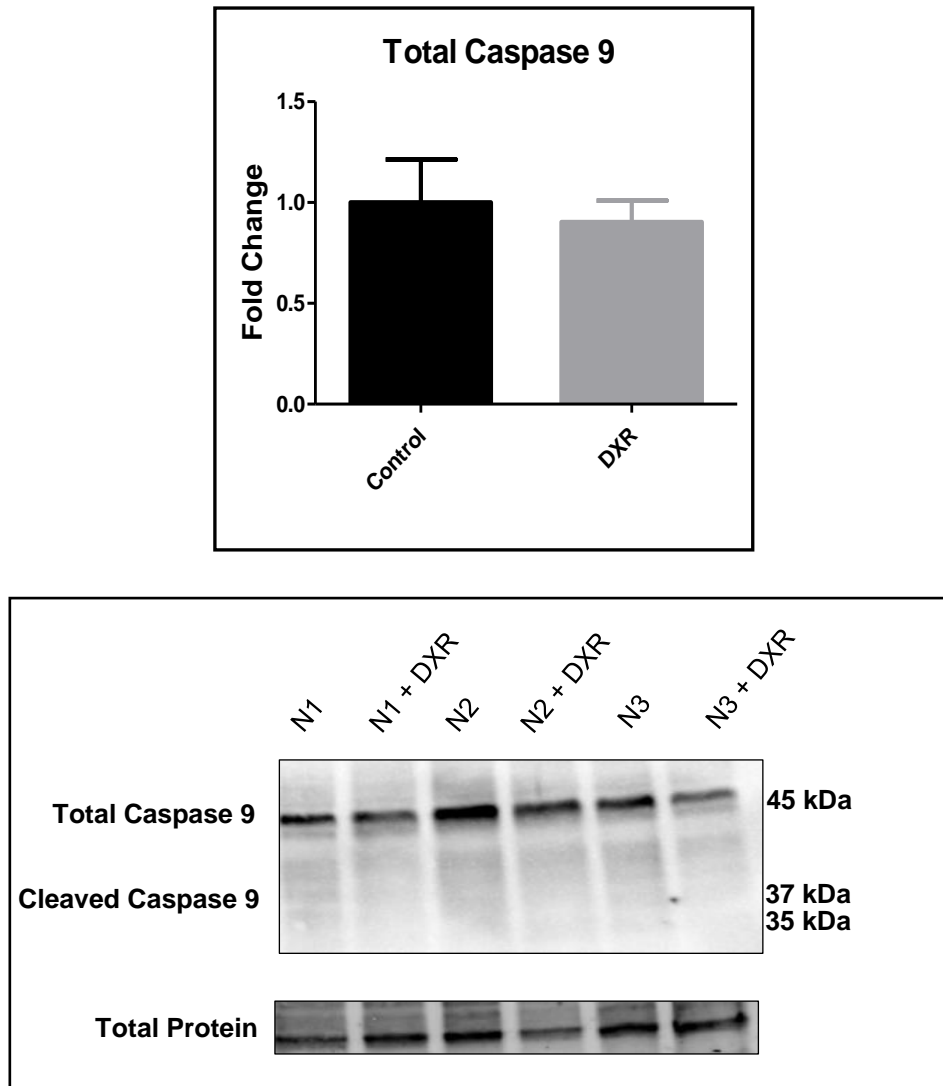 Total Caspase 9
1.5
1.0
0.5
0.0
Fold Change
Control
DXR
N1
N1 + DXR
N2
N2 + DXR
N3
N3 + DXR
Total Caspase 9
45 kDa
Cleaved Caspase 9
37 kDa
35 kDa
Total Protein